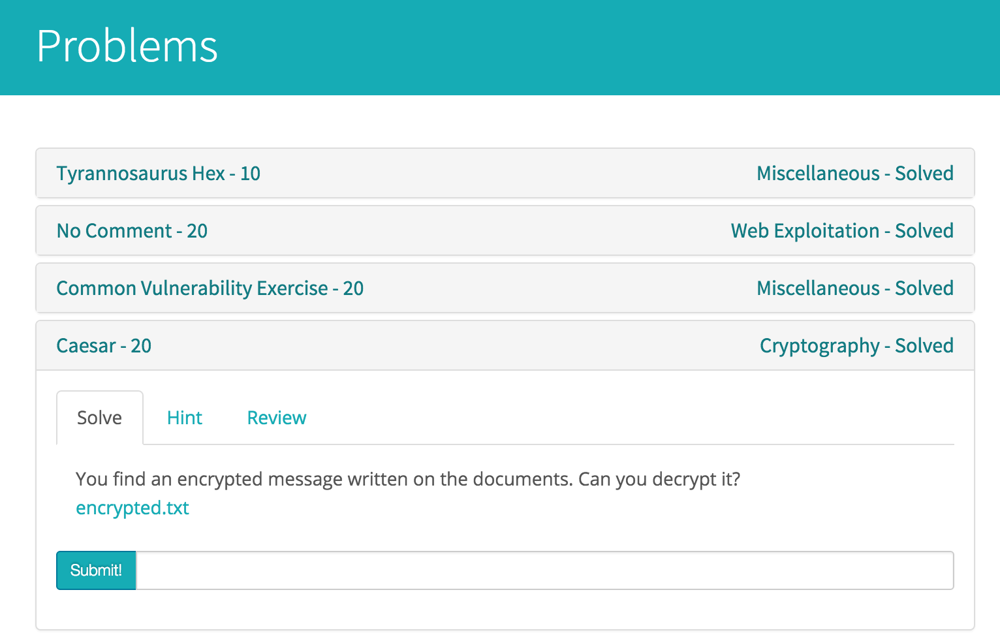 Problems
Tyrannosaurus Hex - 10 Miscellaneous - Solved
No Comment - 20 Web Exploitation - Solved
Common Vulnerability Exercise - 20 Miscellaneous - Solved
Caesar - 20 Cryptography - Solved
Solve Hint Review
You find an encrypted message written on the documents. Can you decrypt it?
encrypted.txt
Submit!